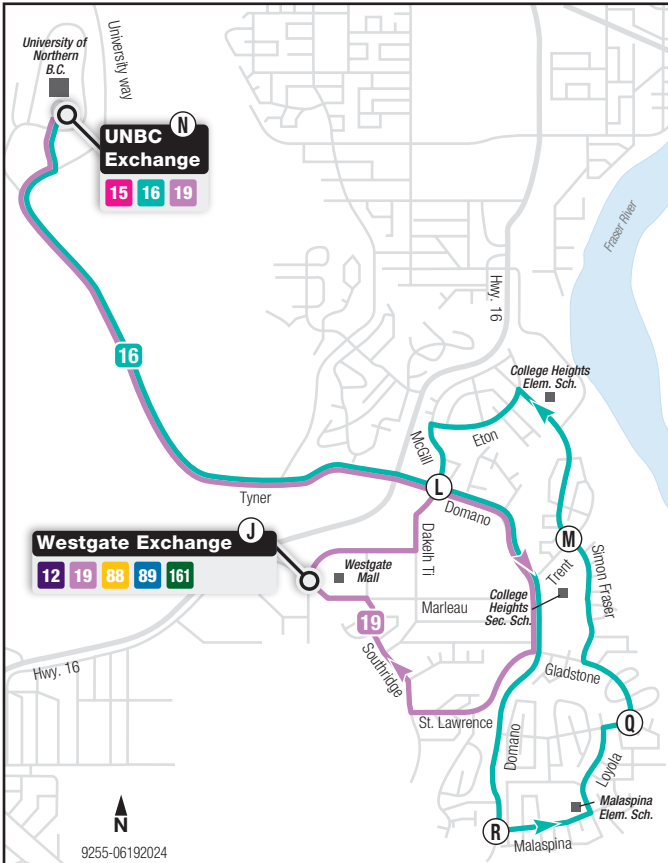 University of
Northern
B.C.
University way
N
UNBC
Exchange
15 16 19
Fraser River
Hwy. 16
16
College Heights
Elem. Sch.
McGill
Eton
L
Tyner
Domano
J
Westgate Exchange
12 19 88 89 161
Dakelh Ti
M
Westgate
Mall
Trent
Simon Fraser
Marleau
College
Heights
Sec. Sch.
19
Southridge
Hwy. 16
Gladstone
St. Lawrence
Q
Domano
Loyola
Malaspina
Elem. Sch.
R
Malaspina
N
9255-06192024